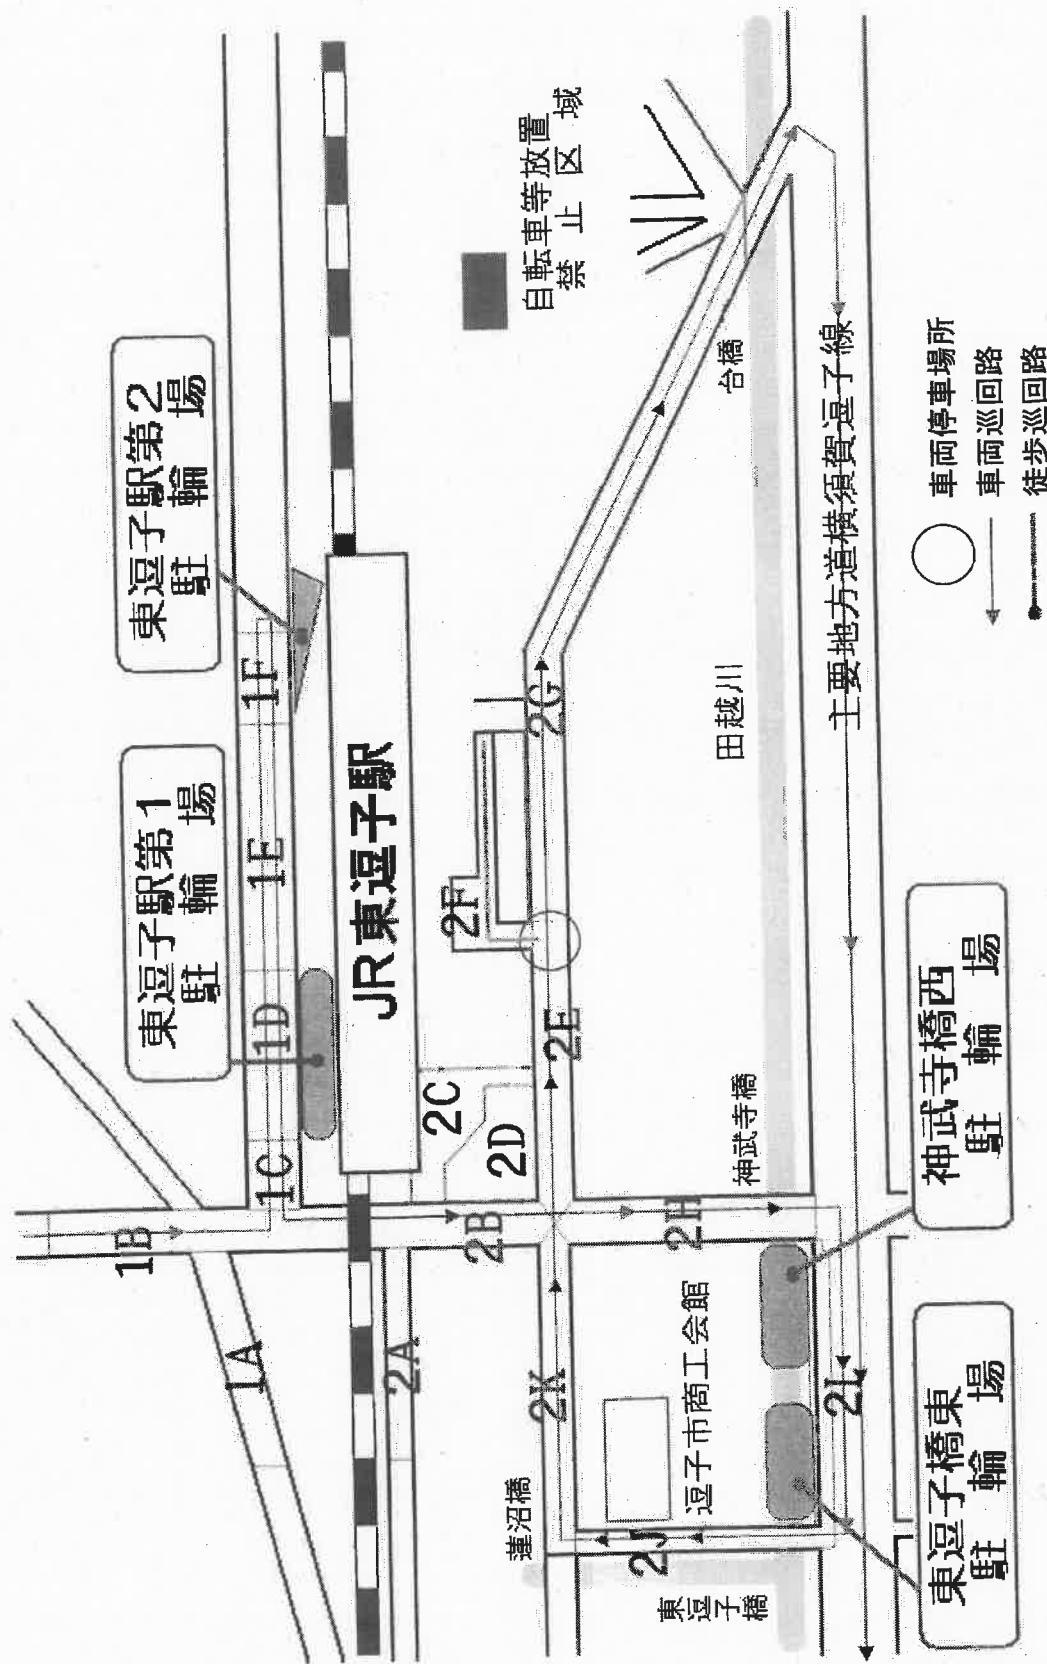 東逗子駅第1
駐 輪 場
東逗子駅第2
駐 輪 場
1B
1A
1C
1D
1E
1F
JR東逗子駅
自転車等放置
禁 止 区 域
2A
2B
2C
2D
2E
2F
2G
2K
2H
2J
2I
蓮沼橋
逗子市商工会館
東
逗
子
橋
神武寺橋
田越川
台橋
主要地方道横須賀逗子線
東逗子橋東
駐 輪 場
神武寺橋西
駐 輪 場
車両停車場所
車両巡回路
徒歩巡回路